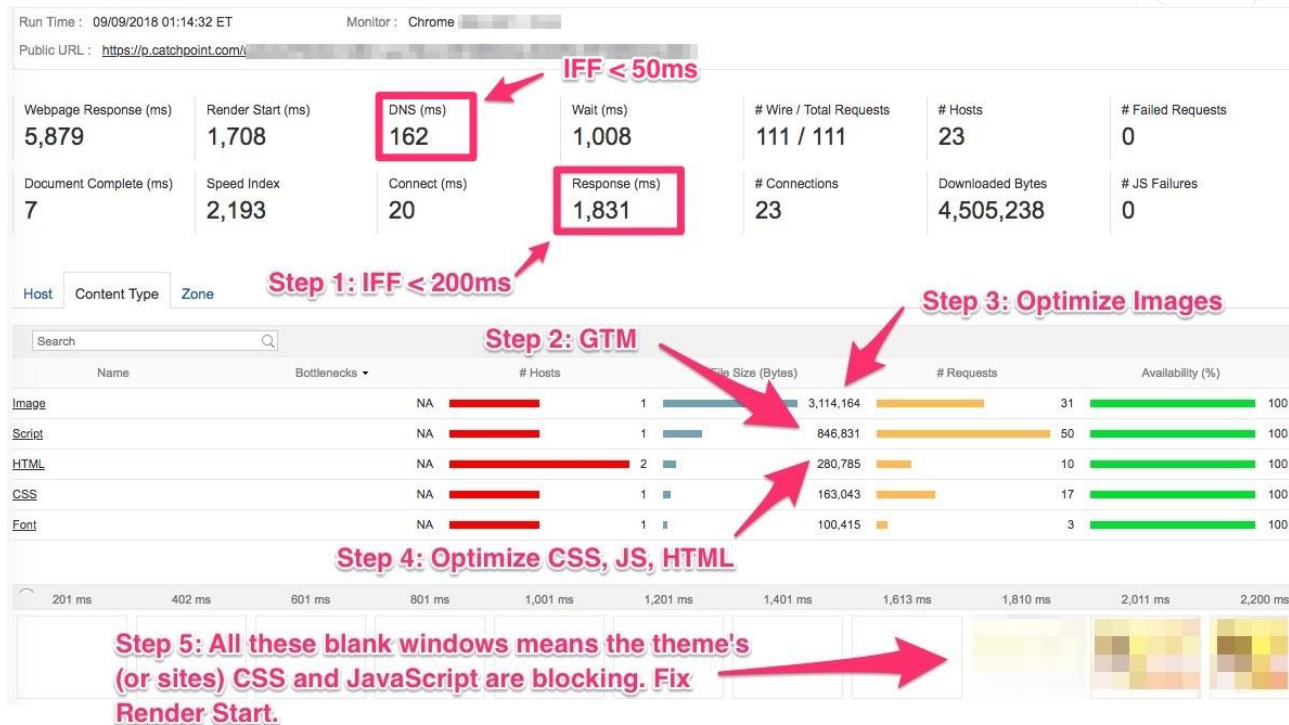 Run Time : 09/09/2018 01:14:32 ET Monitor : Chrome
Public URL : https://p.catchpoint.com/
IFF < 50ms
Webpage Response (ms) Render Start (ms) DNS (ms) Wait (ms) # Wire / Total Requests # Hosts # Failed Requests
5,879 1,708 162 1,008 111 / 111 23 0
Document Complete (ms) Speed Index Connect (ms) Response (ms) # Connections Downloaded Bytes # JS Failures
7 2,193 20 1,831 23 4,505,238 0
Step 1: IFF < 200ms
Host Content Type Zone
Step 3: Optimize Images
Search
Step 2: GTM
Name Bottlenecks # Hosts File Size (Bytes) # Requests Availability (%)
Image NA 1 3,114,164 31 100
Script NA 1 846,831 50 100
HTML NA 2 280,785 10 100
CSS NA 1 163,043 17 100
Font NA 1 100,415 3 100
Step 4: Optimize CSS, JS, HTML
201 ms 402 ms 601 ms 801 ms 1,001 ms 1,201 ms 1,401 ms 1,613 ms 1,810 ms 2,011 ms 2,200 ms
Step 5: All these blank windows means the theme's
(or sites) CSS and JavaScript are blocking. Fix
Render Start.